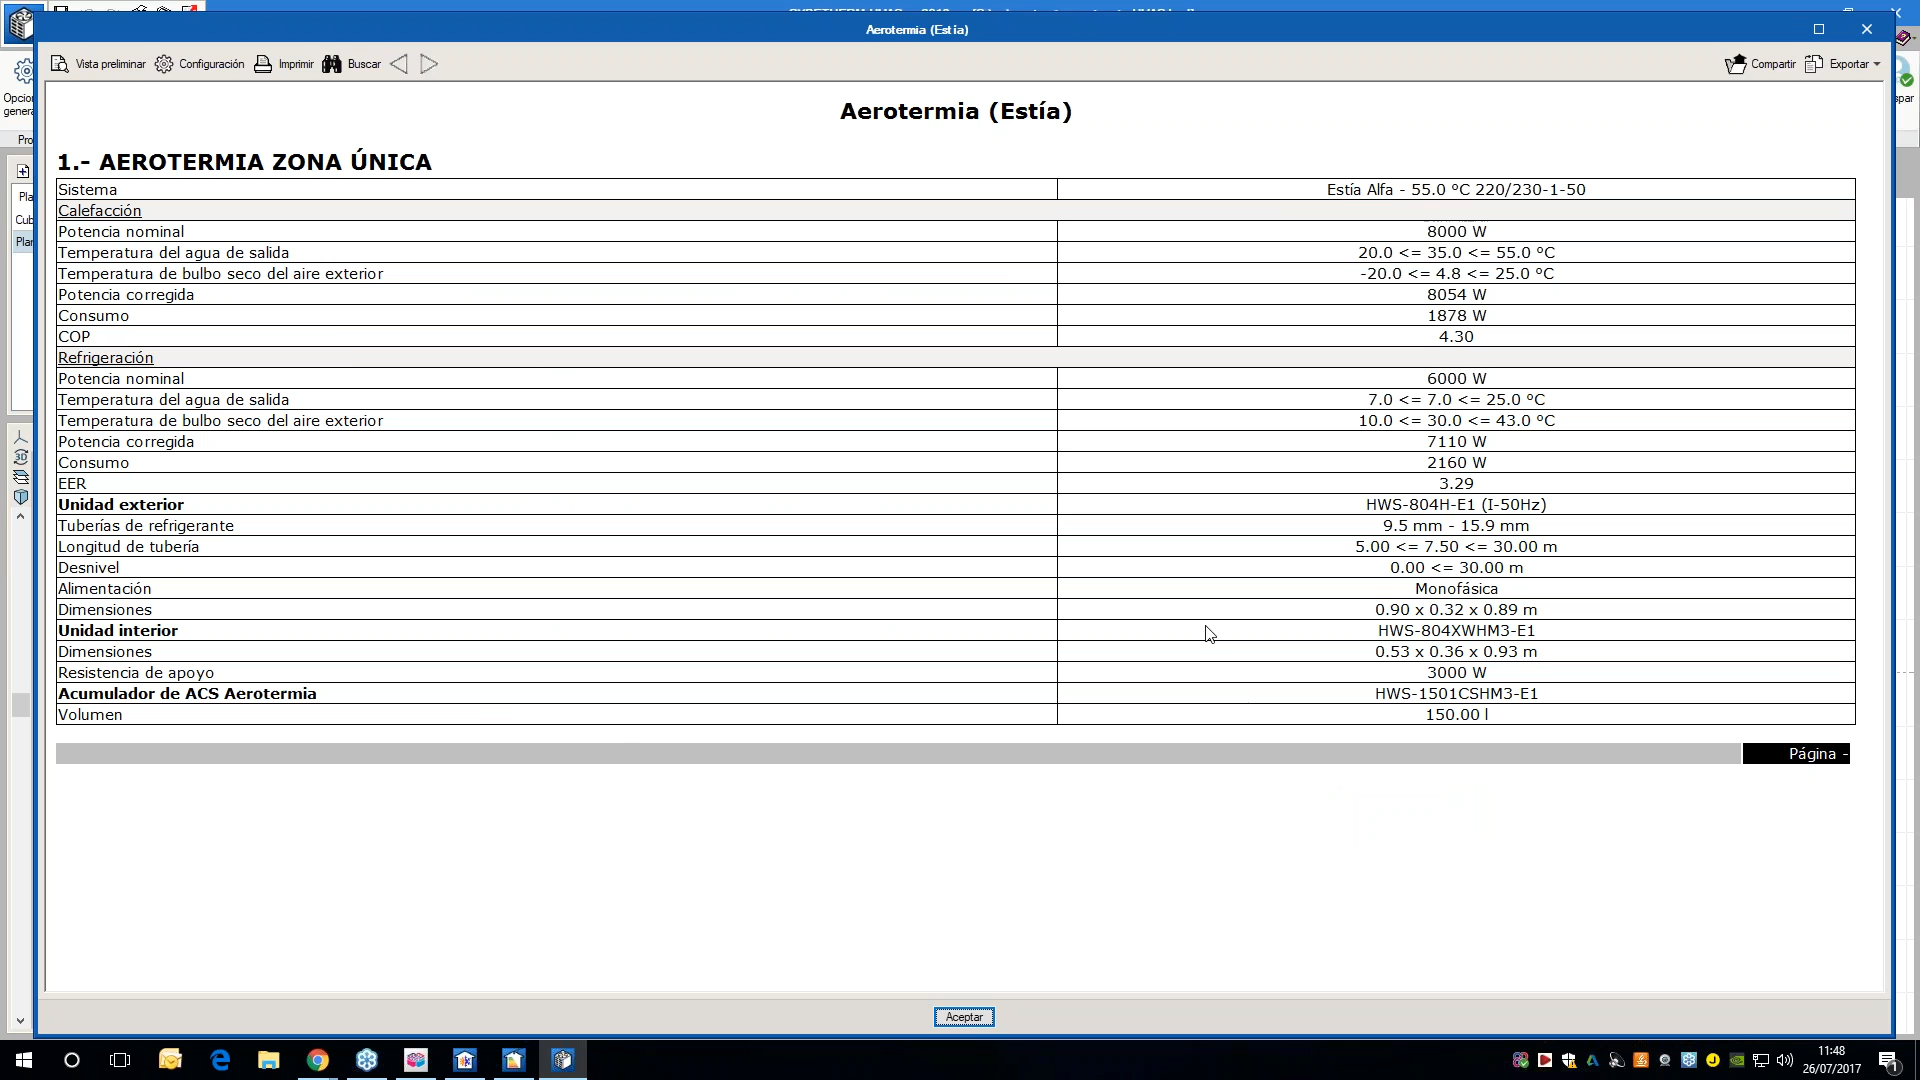 Aerotermia (Estía)
Vista preliminar Configuración Imprimir Buscar Compartir Exportar
Aerotermia (Estía)
1.- AEROTERMIA ZONA ÚNICA
Sistema Estía Alfa - 55.0 °C 220/230-1-50
Calefacción
Potencia nominal 8000 W
Temperatura del agua de salida 20.0 <= 35.0 <= 55.0 °C
Temperatura de bulbo seco del aire exterior -20.0 <= 4.8 <= 25.0 °C
Potencia corregida 8054 W
Consumo 1878 W
COP 4.30
Refrigeración
Potencia nominal 6000 W
Temperatura del agua de salida 7.0 <= 7.0 <= 25.0 °C
Temperatura de bulbo seco del aire exterior 10.0 <= 30.0 <= 43.0 °C
Potencia corregida 7110 W
Consumo 2160 W
EER 3.29
Unidad exterior HWS-804H-E1 (I-50Hz)
Tuberías de refrigerante 9.5 mm - 15.9 mm
Longitud de tubería 5.00 <= 7.50 <= 30.00 m
Desnivel 0.00 <= 30.00 m
Alimentación Monofásica
Dimensiones 0.90 x 0.32 x 0.89 m
Unidad interior HWS-804XWHM3-E1
Dimensiones 0.53 x 0.36 x 0.93 m
Resistencia de apoyo 3000 W
Acumulador de ACS Aerotermia HWS-1501CSHM3-E1
Volumen 150.00 l
Página -
Aceptar
11:48
26/07/2017